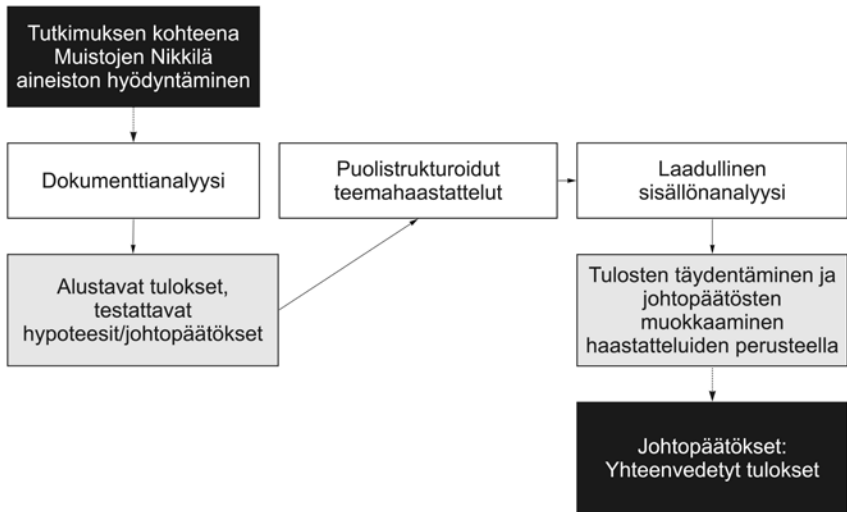 Tutkimuksen kohteena
Muistojen Nikkilä
aineiston hyödyntäminen
Dokumenttianalyysi
Alustavat tulokset,
testattavat
hypoteesit/johtopäätökset
Puolistrukturoidut
teemahaastattelut
Laadullinen
sisällönanalyysi
Tulosten täydentäminen ja
johtopäätösten
muokkaaminen
haastatteluiden perusteella
Johtopäätökset:
Yhteenvedetyt tulokset